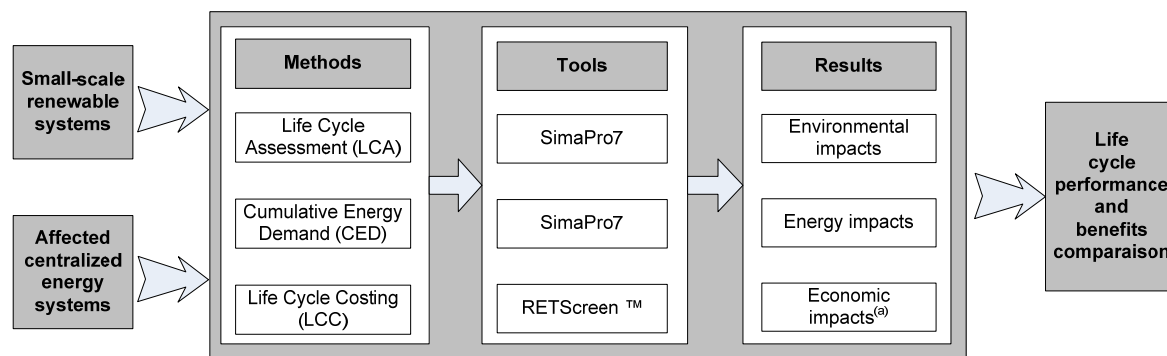 Small-scale
renewable
systems
Affected
centralized
energy
systems
Methods
Life Cycle
Assessment (LCA)
Cumulative Energy
Demand (CED)
Life Cycle Costing
(LCC)
Tools
SimaPro7
SimaPro7
RETScreen ™
Results
Environmental
impacts
Energy impacts
Economic
impacts(a)
Life
cycle
performance
and
benefits
comparaison